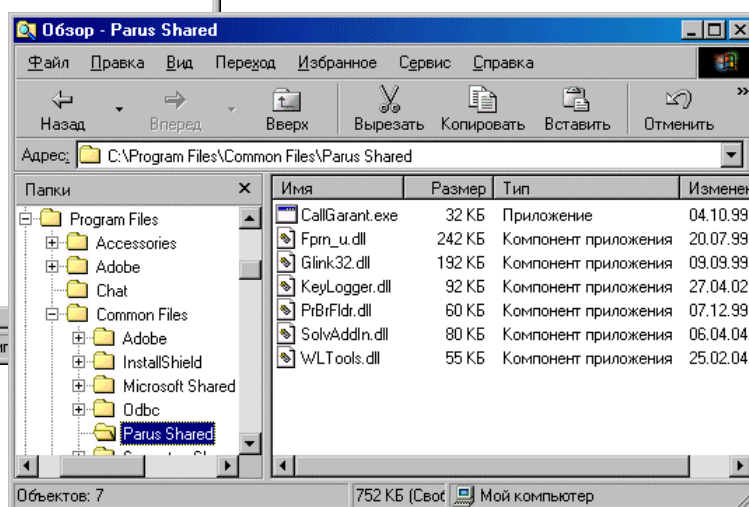 Обзор - Parus Shared
Файл Правка Вид Переход Избранное Сервис Справка
Назад Вперед Вверх Вырезать Копировать Вставить Отменить »
Адрес: C:\Program Files\Common Files\Parus Shared
Папки
Program Files
Accessories
Adobe
Chat
Common Files
Adobe
InstallShield
Microsoft Shared
Odbc
Parus Shared
Имя Размер Тип Изменен
CallGarant.exe 32 КБ Приложение 04.10.99
Fprn_u.dll 242 КБ Компонент приложения 20.07.99
Glink32.dll 192 КБ Компонент приложения 09.09.99
KeyLogger.dll 92 КБ Компонент приложения 27.04.02
PrBrFldr.dll 60 КБ Компонент приложения 07.12.99
SolvAddIn.dll 80 КБ Компонент приложения 06.04.04
WLTools.dll 55 КБ Компонент приложения 25.02.04
Объектов: 7 752 КБ (Своб Мой компьютер